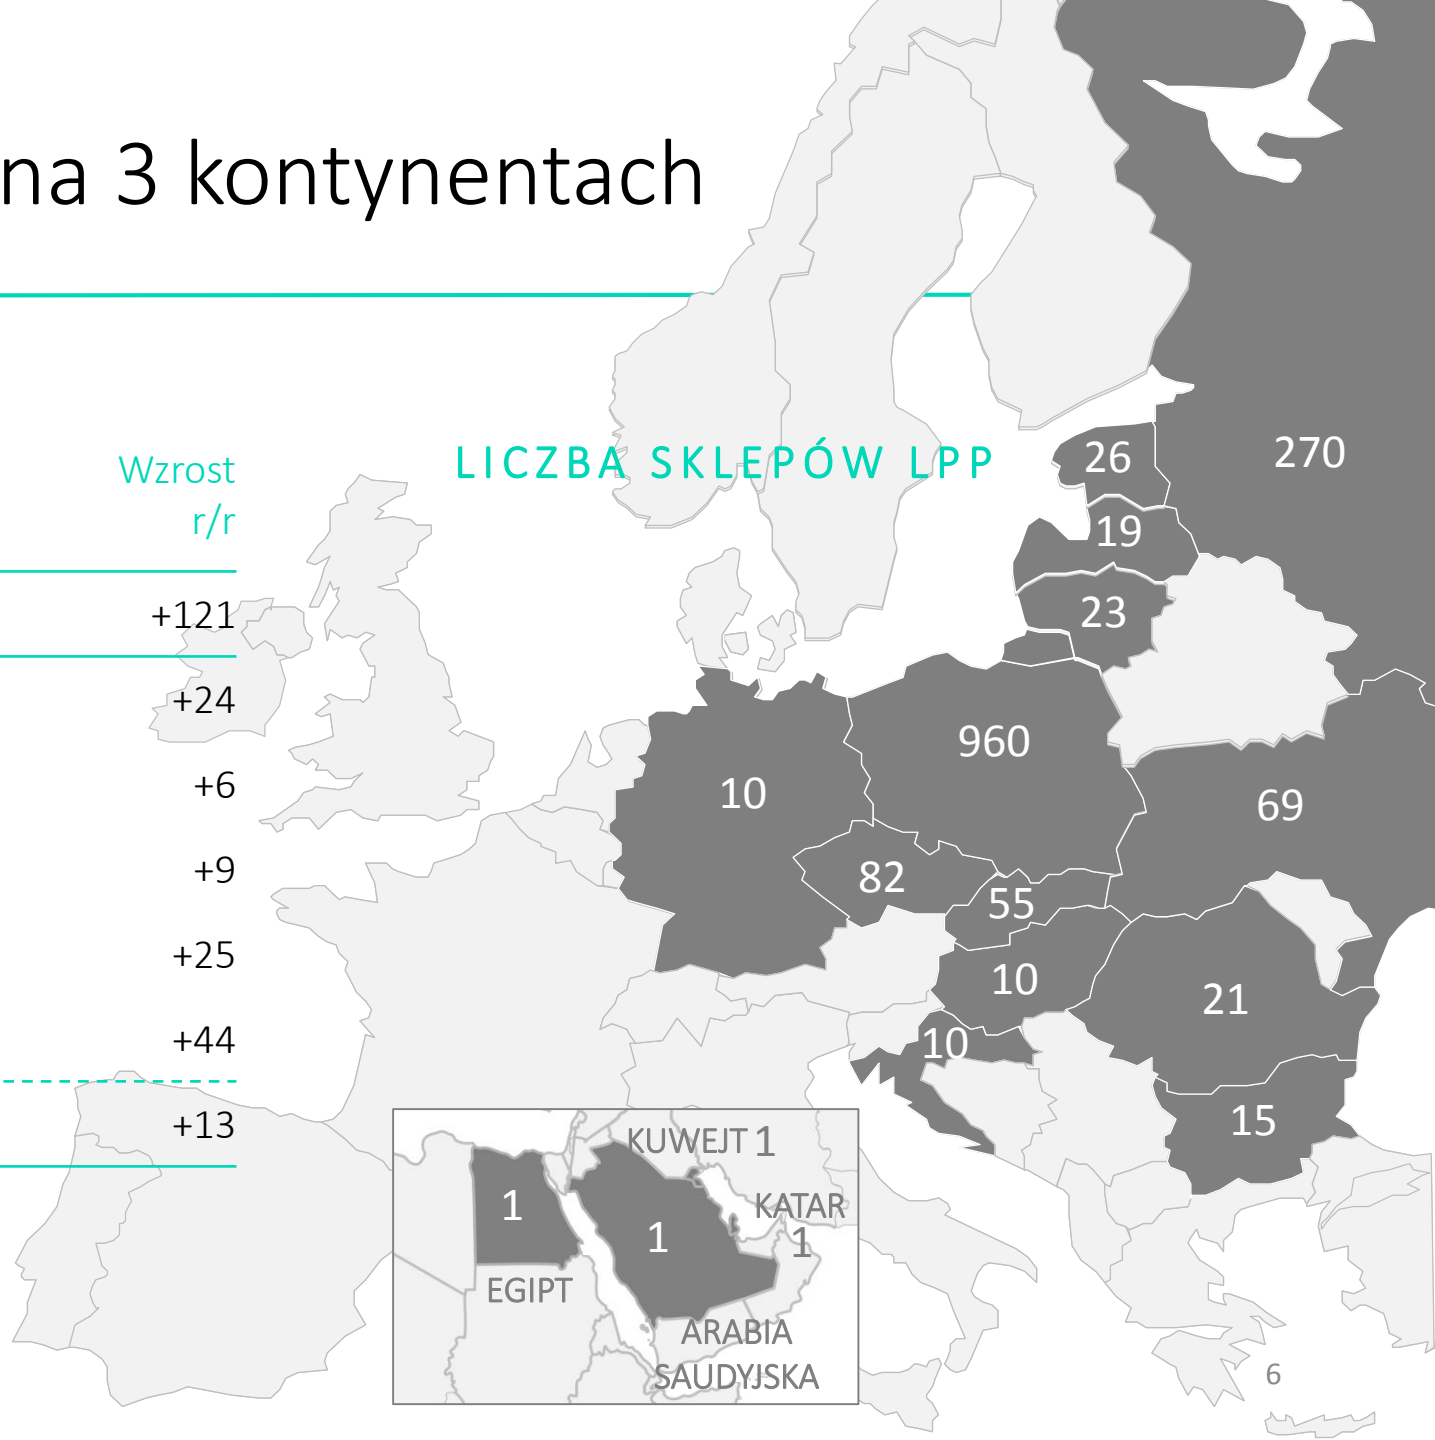 na 3 kontynentach
LICZBA SKLEPÓW LPP
Wzrost
r/r
+121
+24
+6
+9
+25
+44
+13
26
270
19
23
960
10
69
82
55
10
21
10
15
KUWEJT 1
KATAR
1
1
1
EGIPT
ARABIA
SAUDYJSKA
6